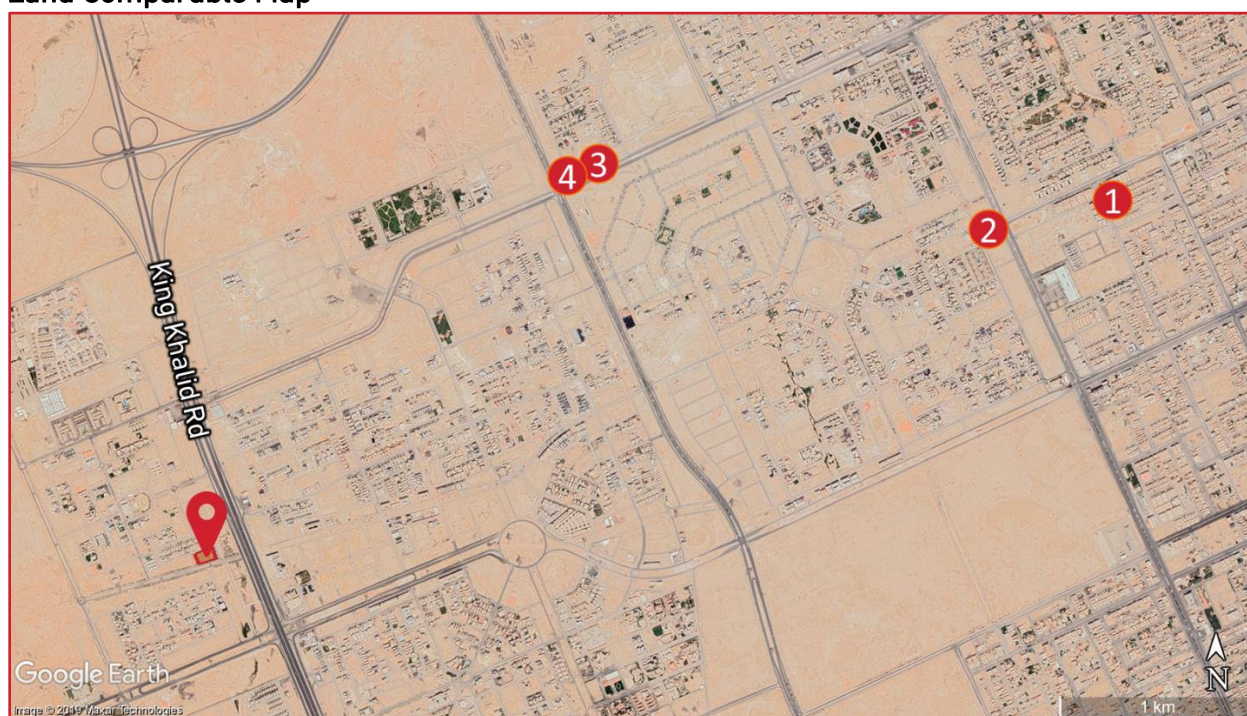 Land Comparable Map
4
3
1
2
King Khalid Rd
Google Earth
N
Image © 2019 Maxar Technologies
1 km